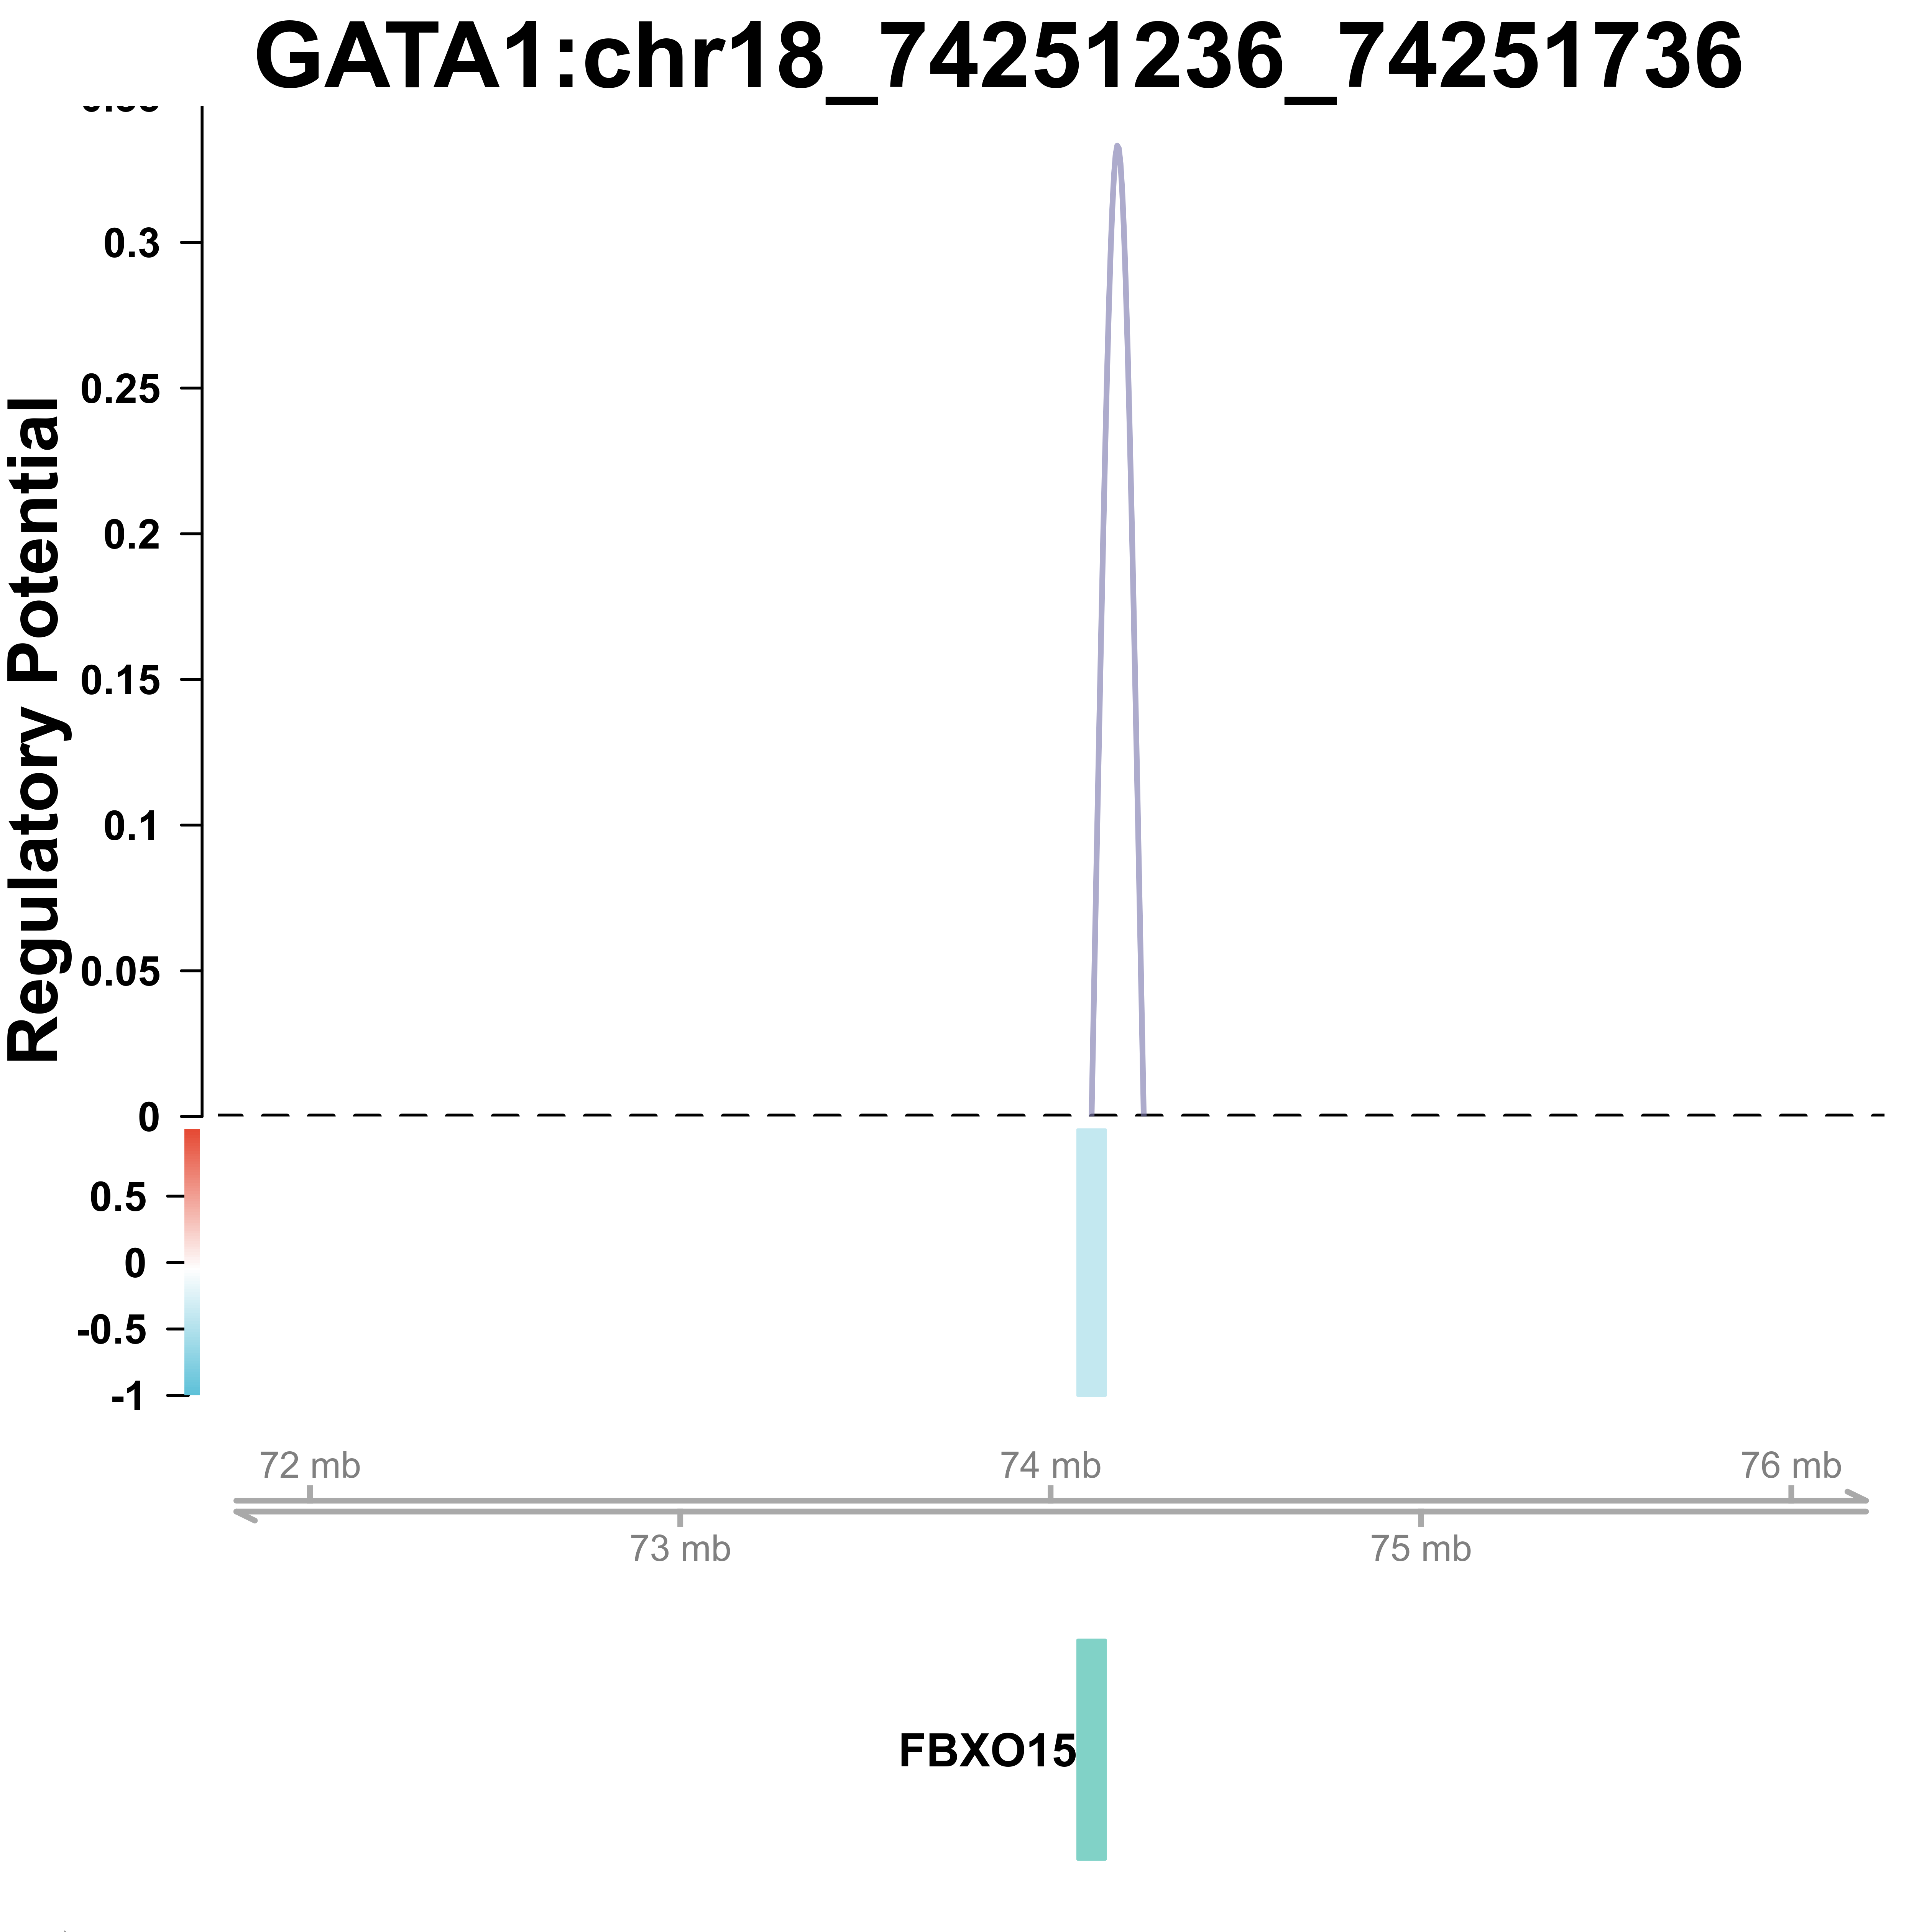 GATA1:chr18_74251236_74251736
Regulatory Potential
0.3
0.25
0.2
0.15
0.1
0.05
0
0.5
0
-0.5
-1
72 mb
74 mb
76 mb
73 mb
75 mb
FBXO15